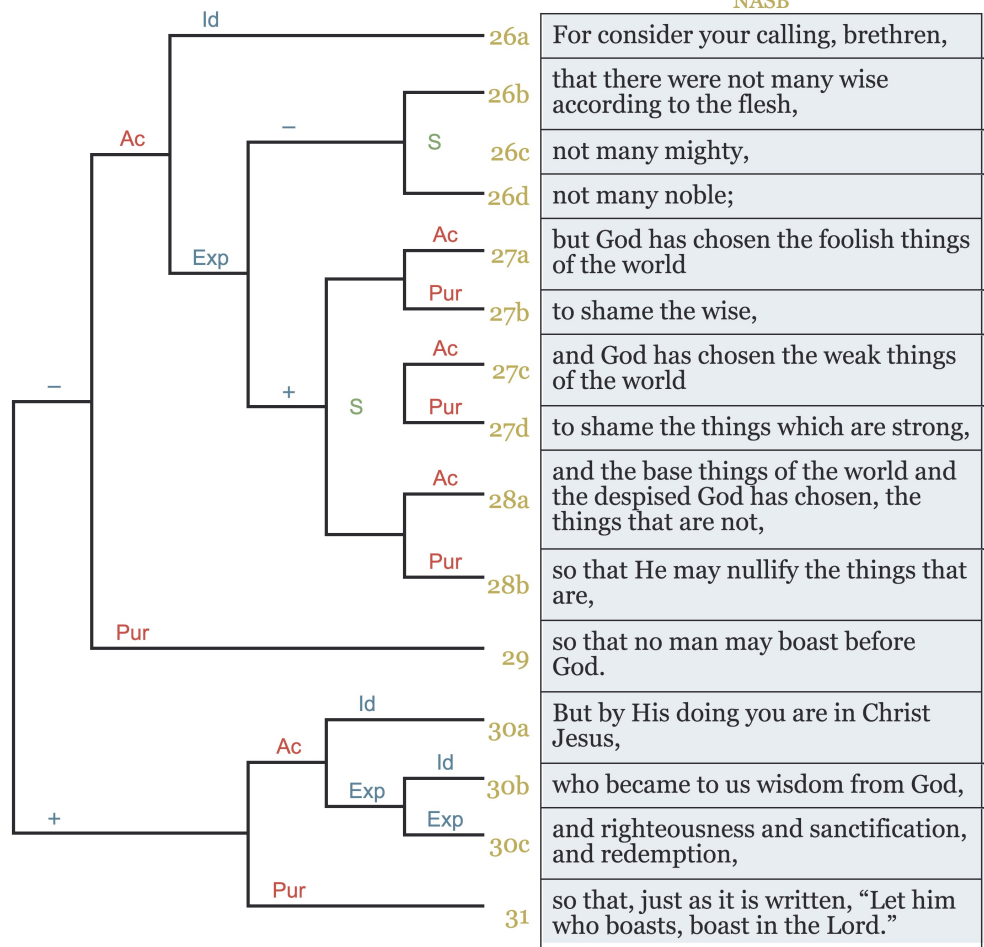 NASB
Id
26a For consider your calling, brethren,
26b that there were not many wise
according to the flesh,
–
Ac
S
26c not many mighty,
26d not many noble;
Ac
27a but God has chosen the foolish things
of the world
Exp
Pur
27b to shame the wise,
Ac
27c and God has chosen the weak things
of the world
–
+
S
Pur
27d to shame the things which are strong,
Ac
28a and the base things of the world and
the despised God has chosen, the
things that are not,
Pur
28b so that He may nullify the things that
are,
Pur
29 so that no man may boast before
God.
Id
30a But by His doing you are in Christ
Jesus,
Ac
Id
30b who became to us wisdom from God,
Exp
+
Exp
30c and righteousness and sanctification,
and redemption,
Pur
31 so that, just as it is written, “Let him
who boasts, boast in the Lord.”